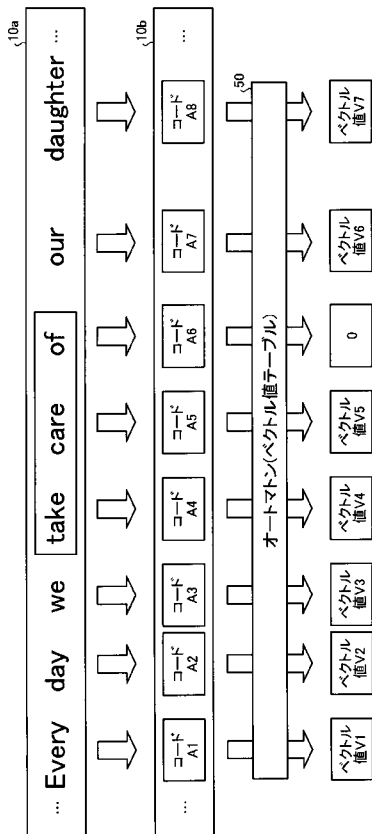 10a
... Every day we take care of our daughter ...
10b
... コード A1 コード A2 コード A3 コード A4 コード A5 コード A6 コード A7 コード A8 ...
50
オートマトン(ベクトル値テーブル)
ベクトル値V1 ベクトル値V2 ベクトル値V3 ベクトル値V4 ベクトル値V5 0 ベクトル値V6 ベクトル値V7